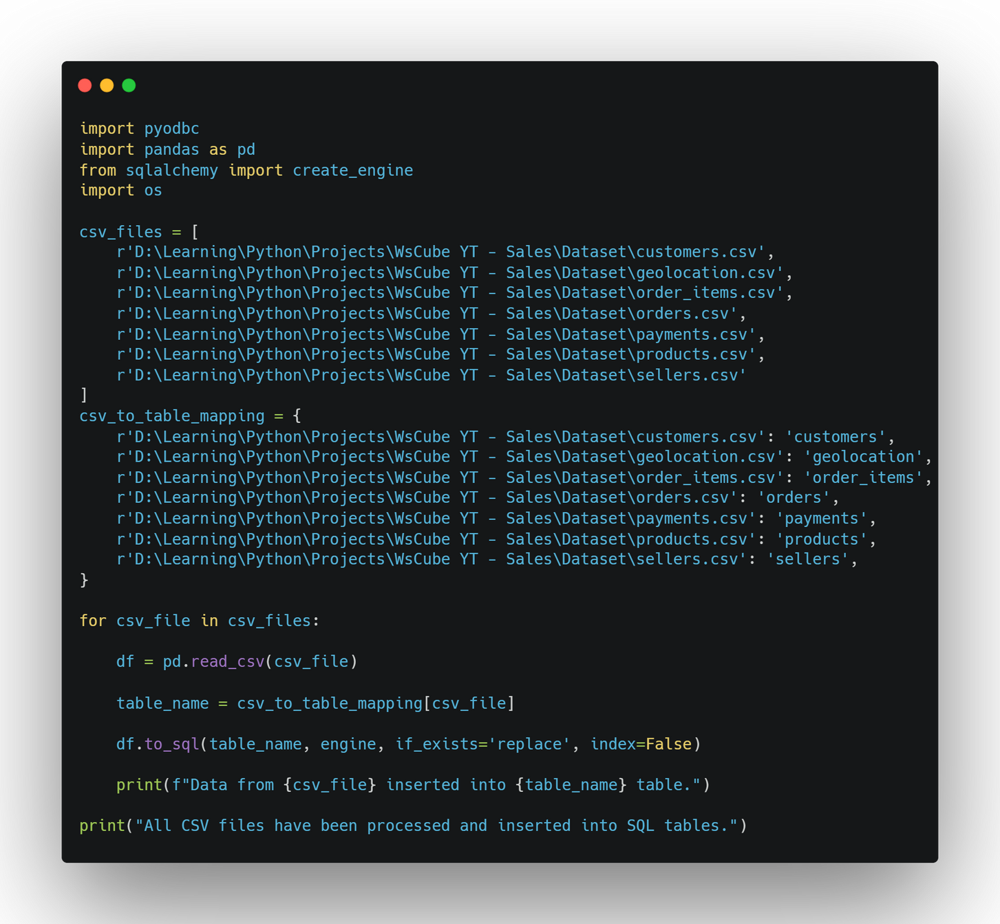 import pyodbc
import pandas as pd
from sqlalchemy import create_engine
import os
csv_files = [
    r'D:\Learning\Python\Projects\WsCube YT - Sales\Dataset\customers.csv',
    r'D:\Learning\Python\Projects\WsCube YT - Sales\Dataset\geolocation.csv',
    r'D:\Learning\Python\Projects\WsCube YT - Sales\Dataset\order_items.csv',
    r'D:\Learning\Python\Projects\WsCube YT - Sales\Dataset\orders.csv',
    r'D:\Learning\Python\Projects\WsCube YT - Sales\Dataset\payments.csv',
    r'D:\Learning\Python\Projects\WsCube YT - Sales\Dataset\products.csv',
    r'D:\Learning\Python\Projects\WsCube YT - Sales\Dataset\sellers.csv'
]
csv_to_table_mapping = {
    r'D:\Learning\Python\Projects\WsCube YT - Sales\Dataset\customers.csv': 'customers',
    r'D:\Learning\Python\Projects\WsCube YT - Sales\Dataset\geolocation.csv': 'geolocation',
    r'D:\Learning\Python\Projects\WsCube YT - Sales\Dataset\order_items.csv': 'order_items',
    r'D:\Learning\Python\Projects\WsCube YT - Sales\Dataset\orders.csv': 'orders',
    r'D:\Learning\Python\Projects\WsCube YT - Sales\Dataset\payments.csv': 'payments',
    r'D:\Learning\Python\Projects\WsCube YT - Sales\Dataset\products.csv': 'products',
    r'D:\Learning\Python\Projects\WsCube YT - Sales\Dataset\sellers.csv': 'sellers',
}
for csv_file in csv_files:
    df = pd.read_csv(csv_file)
    table_name = csv_to_table_mapping[csv_file]
    df.to_sql(table_name, engine, if_exists='replace', index=False)
    print(f"Data from {csv_file} inserted into {table_name} table.")
print("All CSV files have been processed and inserted into SQL tables.")